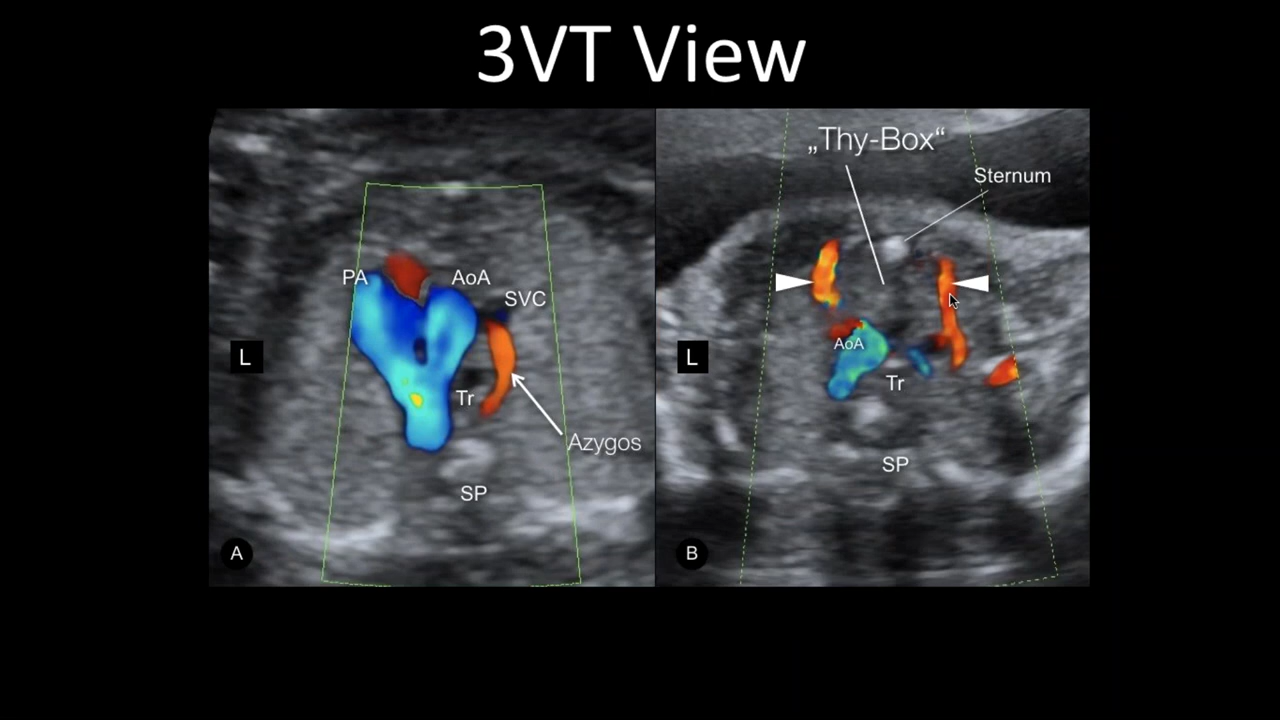 3VT View
PA
AoA
SVC
L
Tr
Azygos
SP
A
„Thy-Box“
Sternum
L
AoA
Tr
SP
B